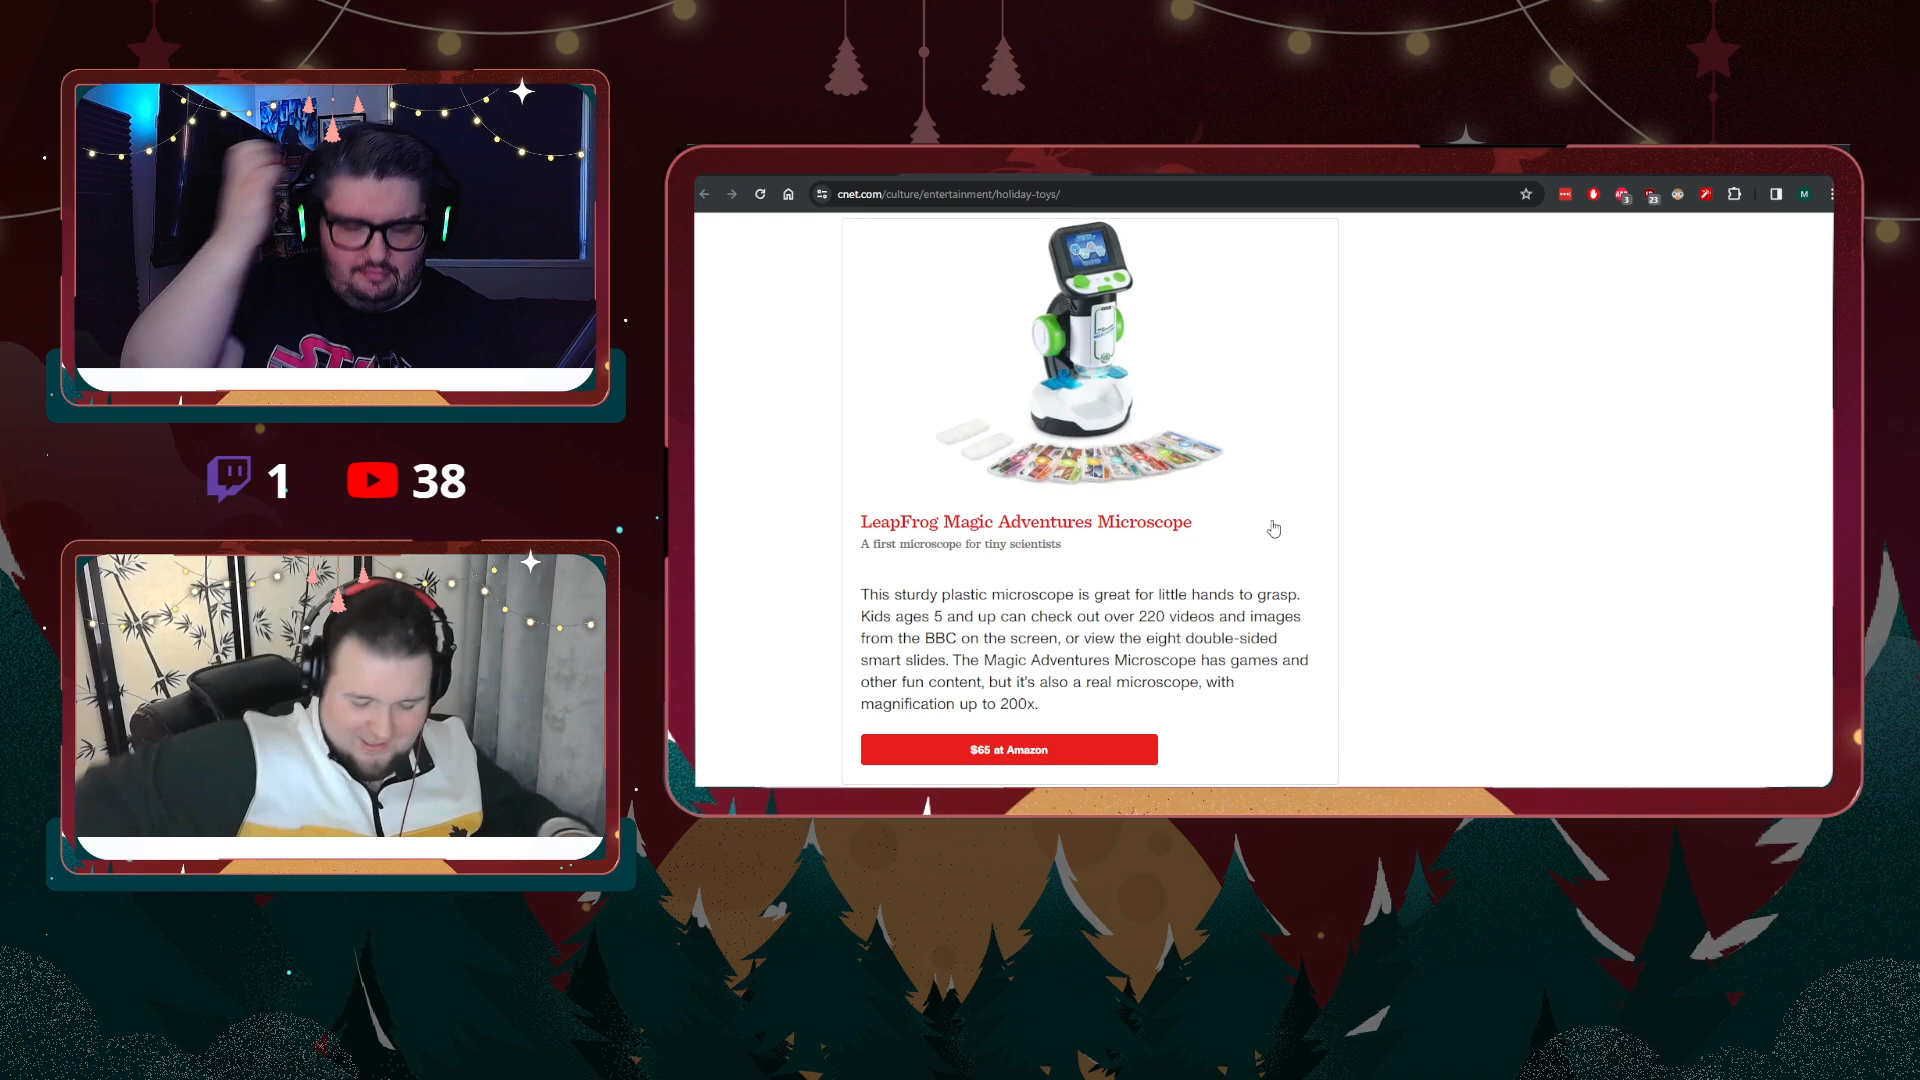 1
38
cnet.com/culture/entertainment/holiday-toys/
3
23
M
LeapFrog Magic Adventures Microscope
A first microscope for tiny scientists
This sturdy plastic microscope is great for little hands to grasp.
Kids ages 5 and up can check out over 220 videos and images
from the BBC on the screen, or view the eight double-sided
smart slides. The Magic Adventures Microscope has games and
other fun content, but it's also a real microscope, with
magnification up to 200x.
$65 at Amazon